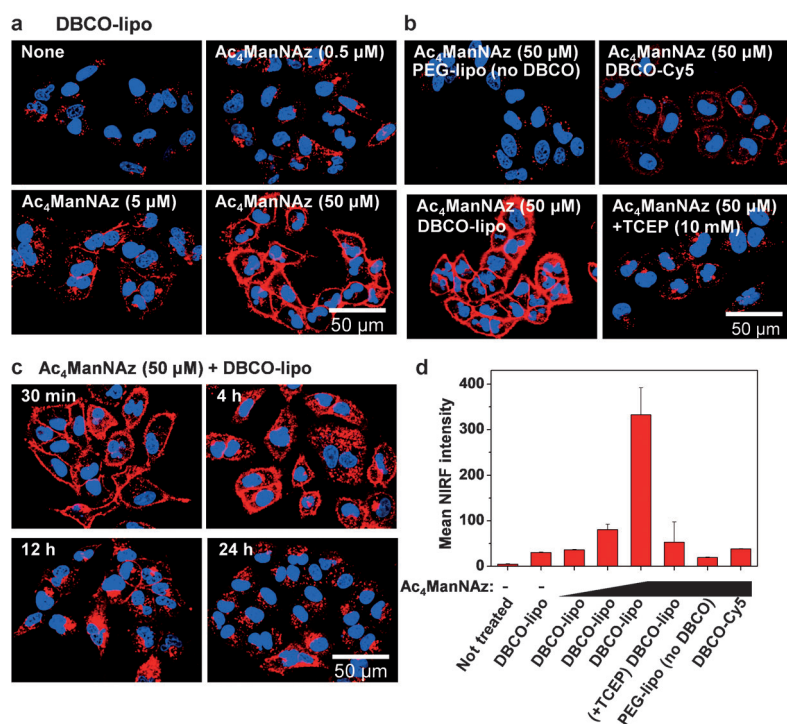 a DBCO-lipo
None
Ac₄ManNAz (0.5 µM)
Ac₄ManNAz (5 µM)
Ac₄ManNAz (50 µM)
50 µm
b
Ac₄ManNAz (50 µM)
PEG-lipo (no DBCO)
Ac₄ManNAz (50 µM)
DBCO-Cy5
Ac₄ManNAz (50 µM)
DBCO-lipo
Ac₄ManNAz (50 µM)
+TCEP (10 mM)
50 µm
c Ac₄ManNAz (50 µM) + DBCO-lipo
30 min
4 h
12 h
24 h
50 µm
d
Mean NIRF intensity
400
300
200
100
0
Ac₄ManNAz: - -
Not treated
DBCO-lipo
DBCO-lipo
DBCO-lipo
DBCO-lipo
(+TCEP) DBCO-lipo
PEG-lipo (no DBCO)
DBCO-Cy5